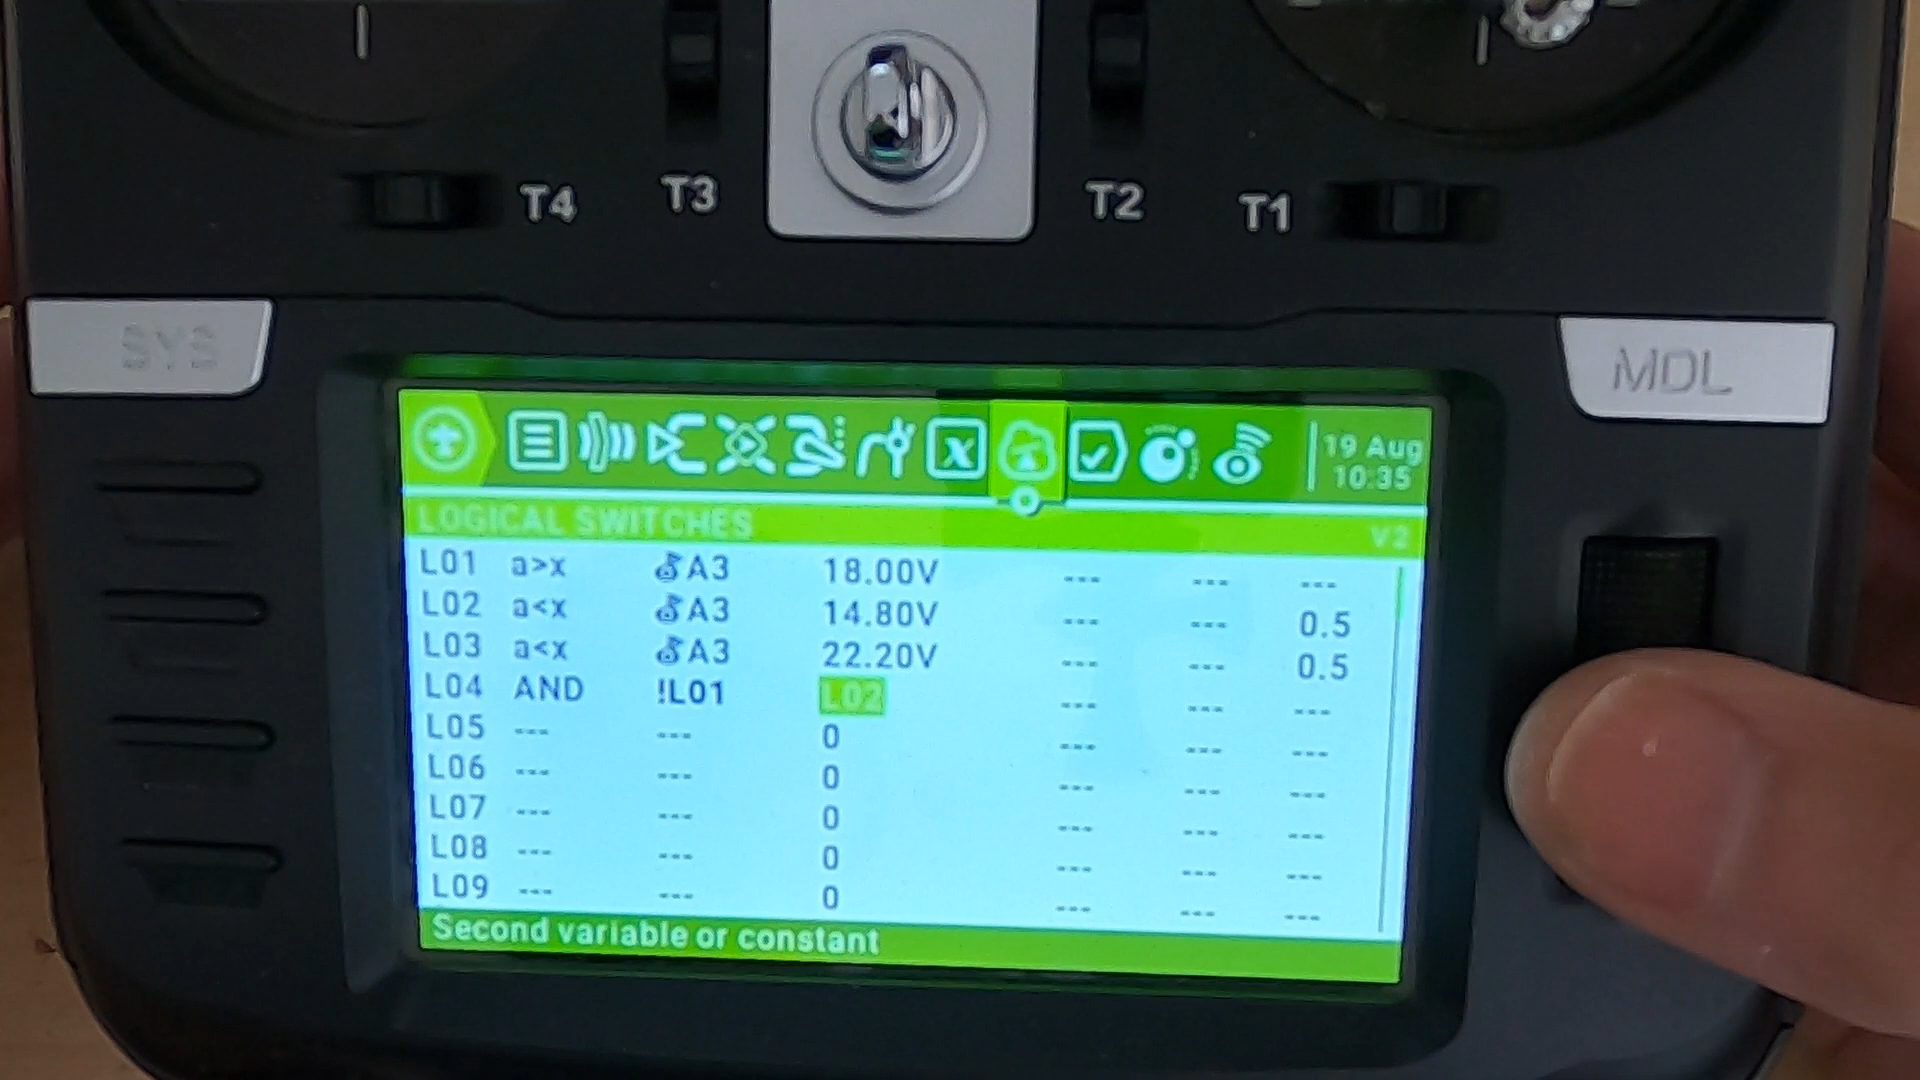 T4 T3 T2 T1
SYS MDL
19 Aug
10:35
LOGICAL SWITCHES V2
L01 a>x A3 18.00V --- --- ---
L02 a<x A3 14.80V --- --- 0.5
L03 a<x A3 22.20V --- --- 0.5
L04 AND !L01 L02 --- --- ---
L05 --- --- 0 --- --- ---
L06 --- --- 0 --- --- ---
L07 --- --- 0 --- --- ---
L08 --- --- 0 --- --- ---
L09 --- --- 0 --- --- ---
Second variable or constant